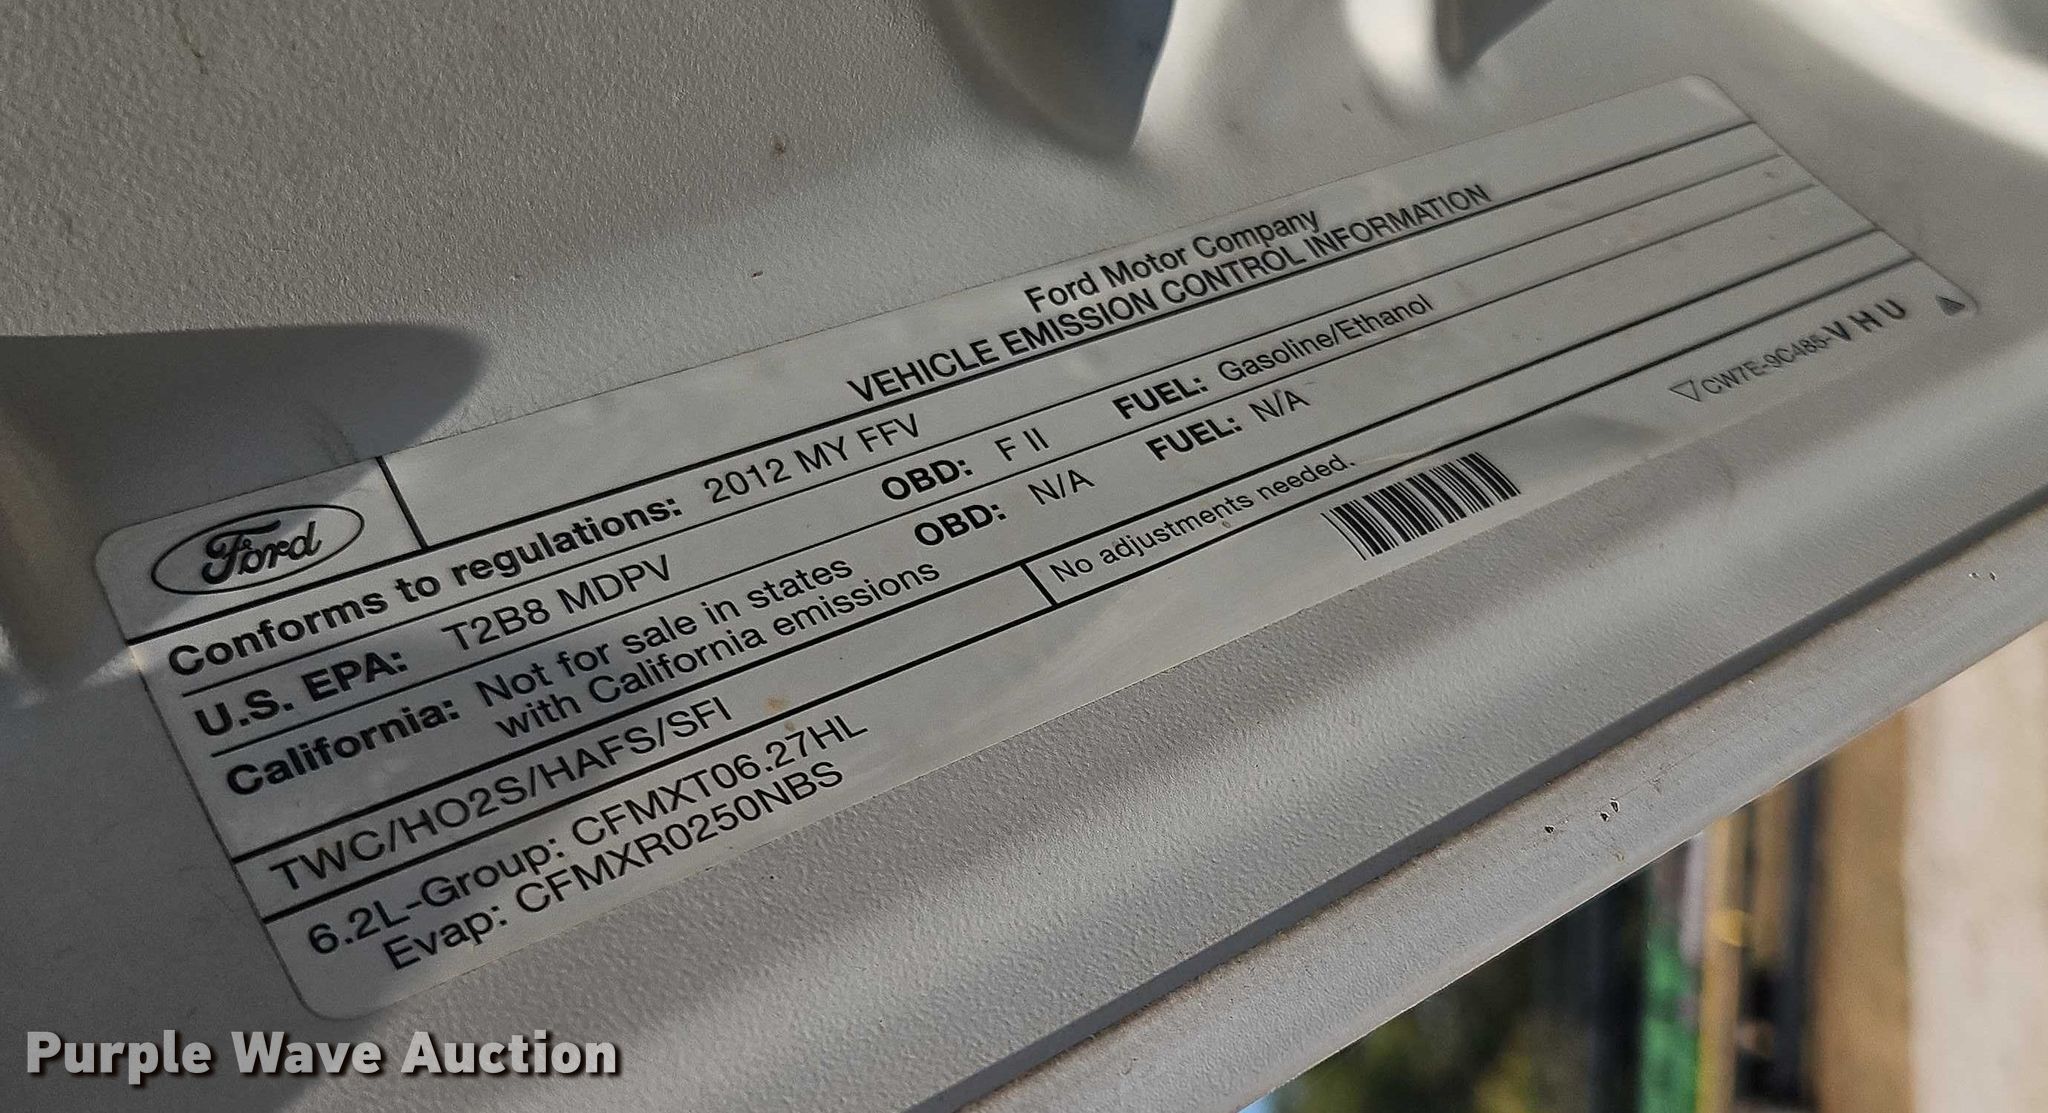 Ford
Ford Motor Company
VEHICLE EMISSION CONTROL INFORMATION
Conforms to regulations: 2012 MY FFV
U.S. EPA: T2B8 MDPV OBD: F II FUEL: Gasoline/Ethanol
California: Not for sale in states
with California emissions OBD: N/A FUEL: N/A
TWC/HO2S/HAFS/SFI No adjustments needed.
6.2L-Group: CFMXT06.27HL
Evap: CFMXR0250NBS
CW7E-9C485-VHU
Purple Wave Auction